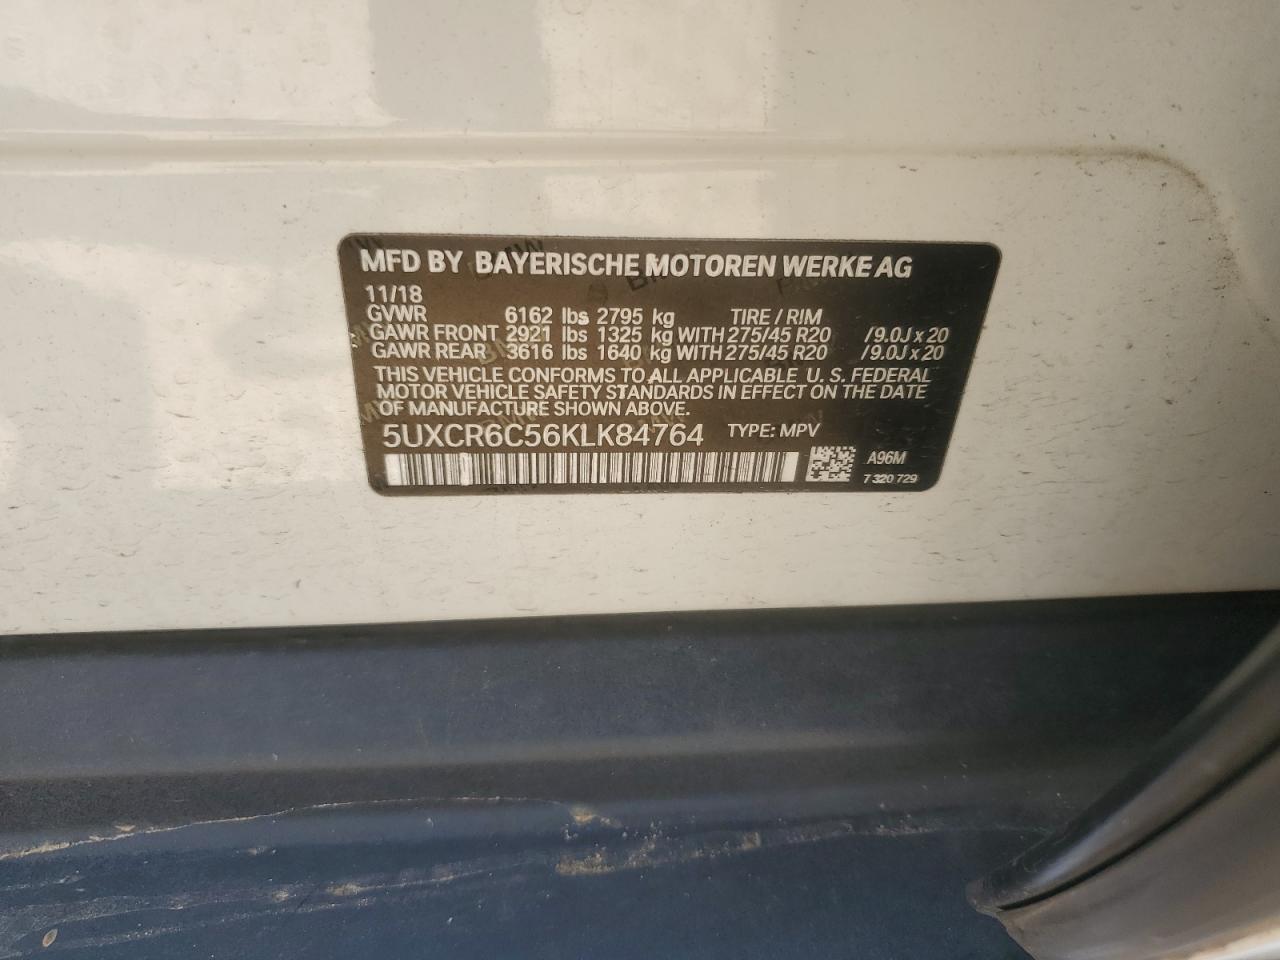 MFD BY BAYERISCHE MOTOREN WERKE AG
11/18
GVWR 6162 lbs 2795 kg TIRE / RIM
GAWR FRONT 2921 lbs 1325 kg WITH 275/45 R20 /9.0J x 20
GAWR REAR 3616 lbs 1640 kg WITH 275/45 R20 /9.0J x 20
THIS VEHICLE CONFORMS TO ALL APPLICABLE U. S. FEDERAL
MOTOR VEHICLE SAFETY STANDARDS IN EFFECT ON THE DATE
OF MANUFACTURE SHOWN ABOVE.
5UXCR6C56KLK84764 TYPE: MPV
A96M
7 320 729